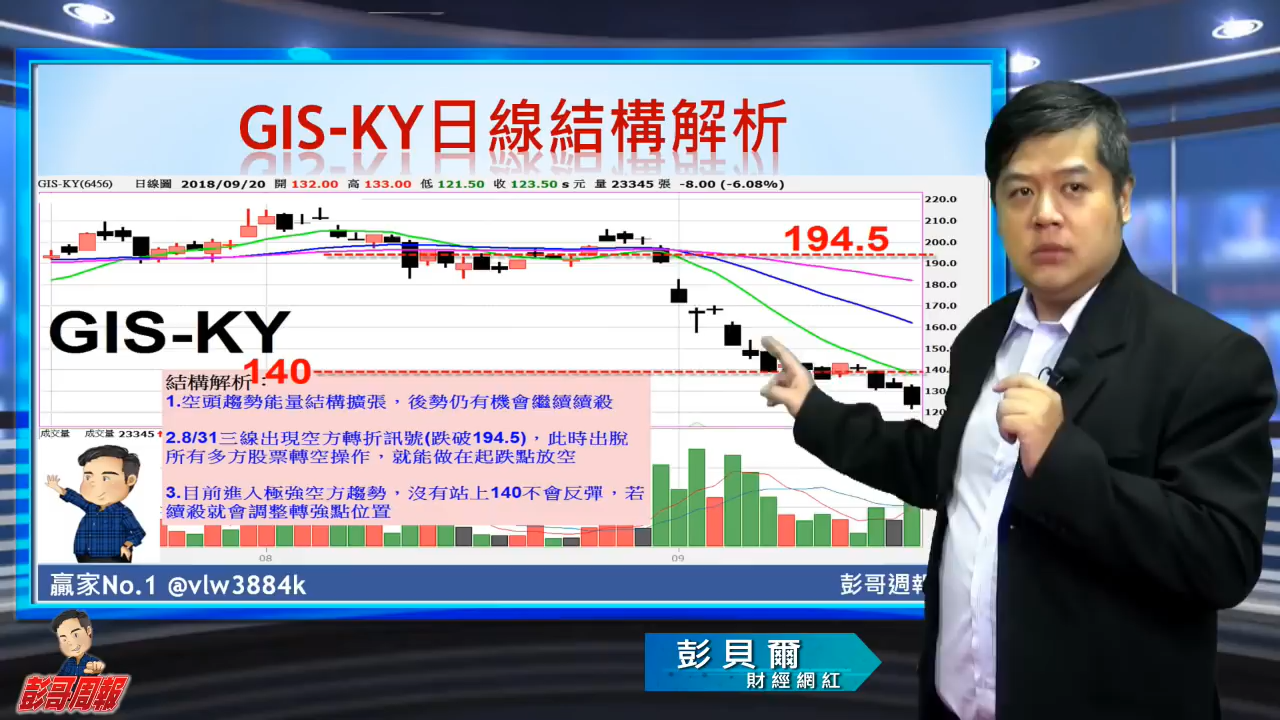 GIS-KY日線結構解析
GIS-KY(6456) 日線圖 2018/09/20 開 132.00 高 133.00 低 121.50 收 123.50 s 元 量 23345 張 -8.00 (-6.08%)
220.0
210.0
200.0
190.0
180.0
170.0
160.0
150.
140.
130
120
194.5
GIS-KY
140
結構解析：
1.空頭趨勢能量結構擴張，後勢仍有機會繼續續殺
2.8/31三線出現空方轉折訊號(跌破194.5)，此時出脫
所有多方股票轉空操作，就能做在起跌點放空
3.目前進入極強空方趨勢，沒有站上140不會反彈，若
續殺就會調整轉強點位置
成交量 成交量 23345
08
09
贏家No.1 @vlw3884k
彭哥週報
彭貝爾
財經網紅
彭哥周報